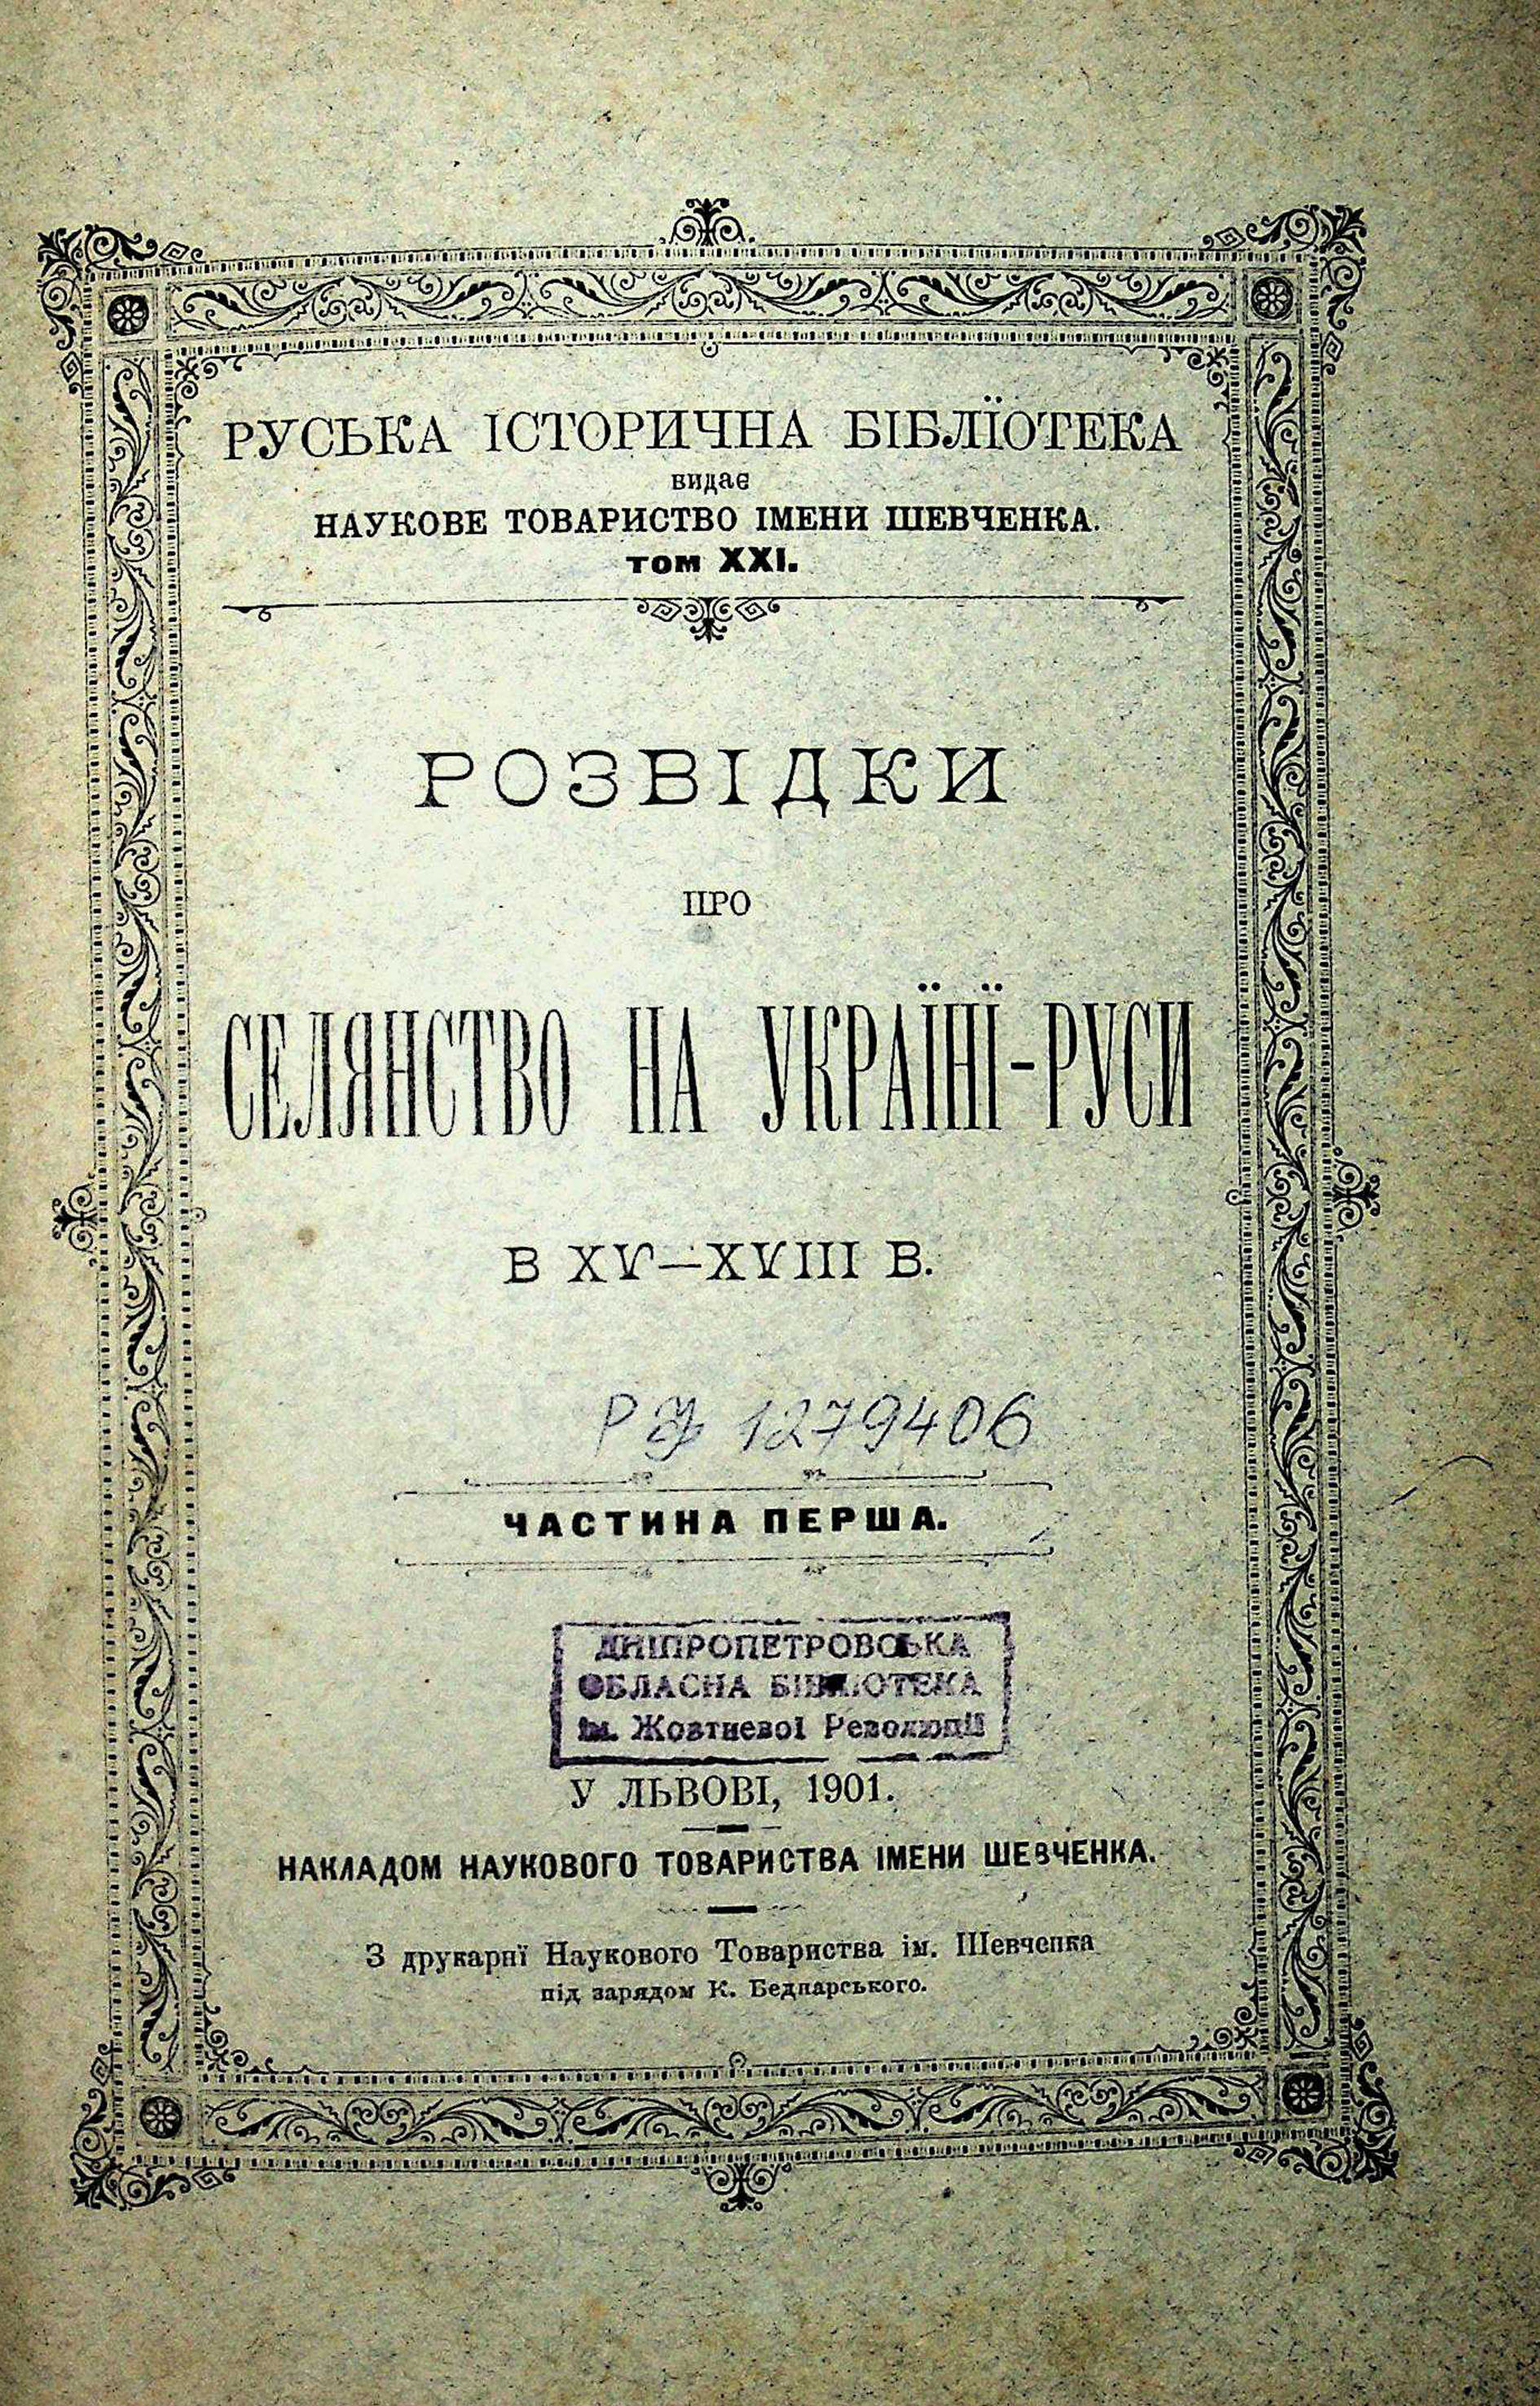 РУСЬКА ІСТОРИЧНА БІБЛЇОТЕКА
видає
НАУКОВЕ ТОВАРИСТВО ІМЕНИ ШЕВЧЕНКА.
ТОМ XXI.
РОЗВІДКИ
ПРО
СЕЛЯНСТВО НА УКРАЇНЇ-РУСИ
В XV—XVIII В.
1279406
ЧАСТИНА ПЕРША.
ДНІПРОПЕТРОВСЬКА
ОБЛАСНА БІБЛІОТЕКА
ім. Жовтневої Революції
У ЛЬВОВІ, 1901.
НАКЛАДОМ НАУКОВОГО ТОВАРИСТВА ІМЕНИ ШЕВЧЕНКА.
З друкарнї Наукового Товариства ім. Шевченка
під зарядом К. Беднарського.